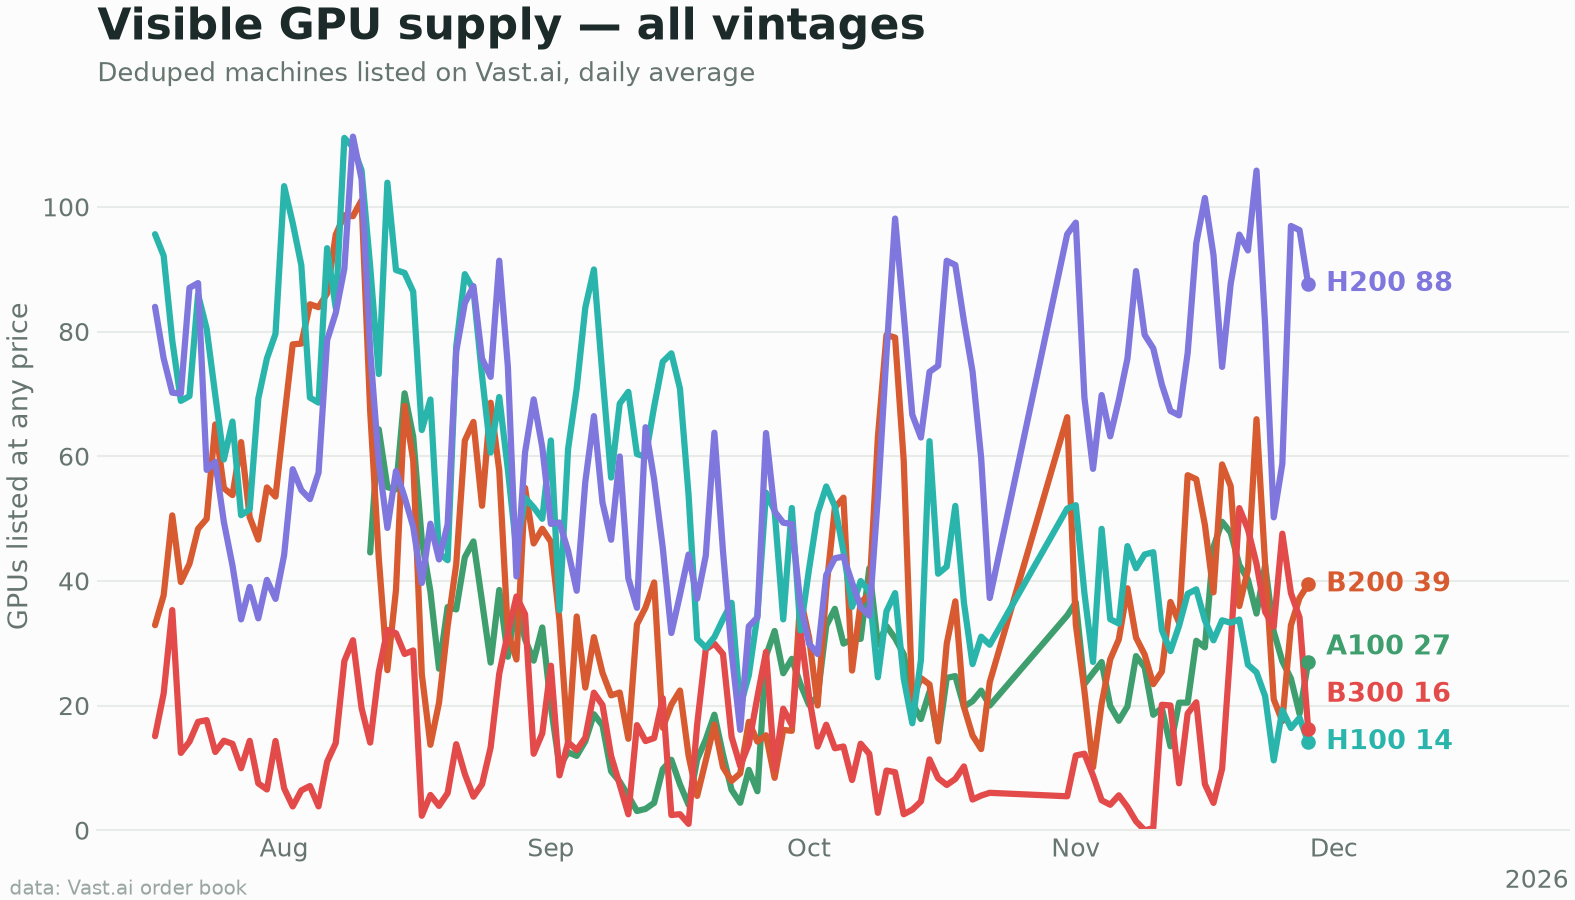 Visible GPU supply — all vintages
Deduped machines listed on Vast.ai, daily average
GPUs listed at any price
100
80
60
40
20
0
H200 88
B200 39
A100 27
B300 16
H100 14
Aug
Sep
Oct
Nov
Dec
2026
data: Vast.ai order book